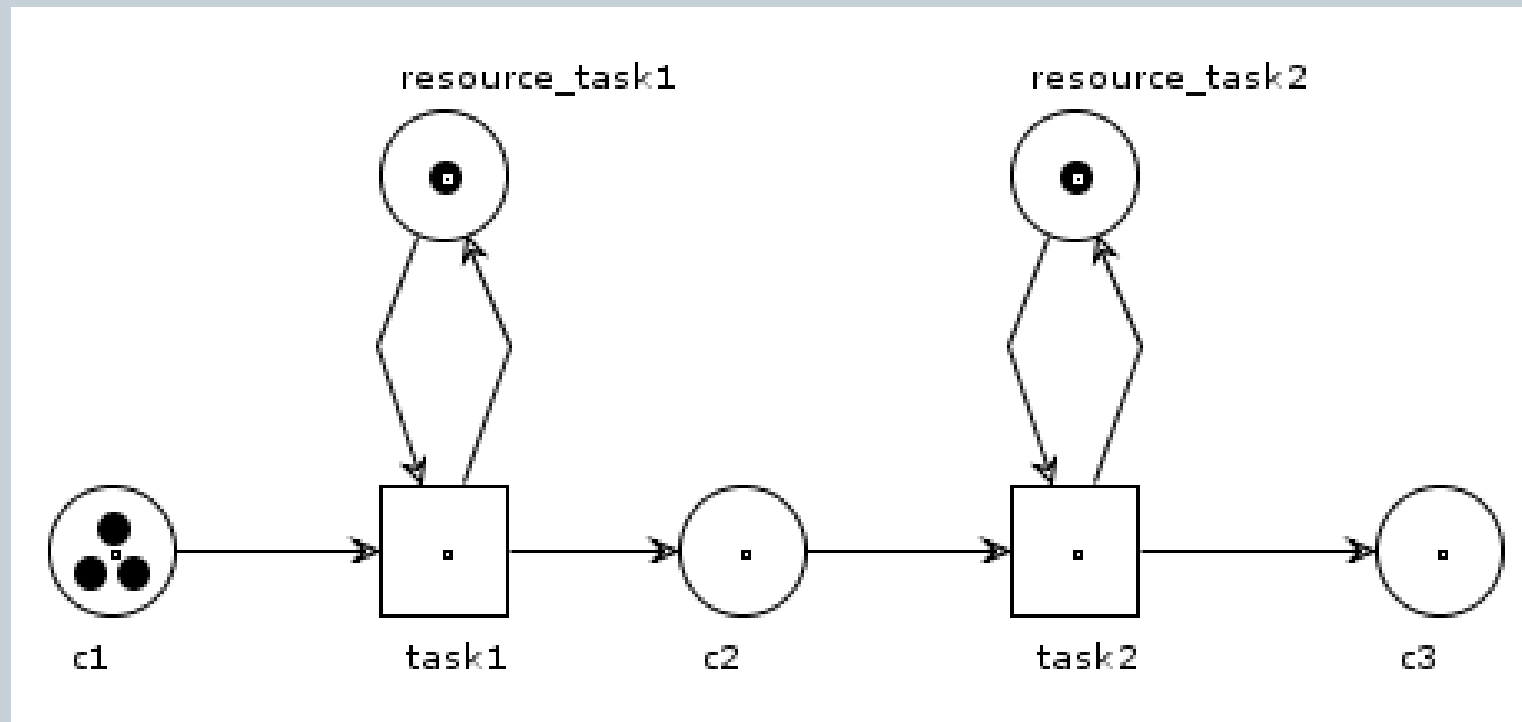 resource_task1
resource_task2
c1
task1
c2
task2
c3